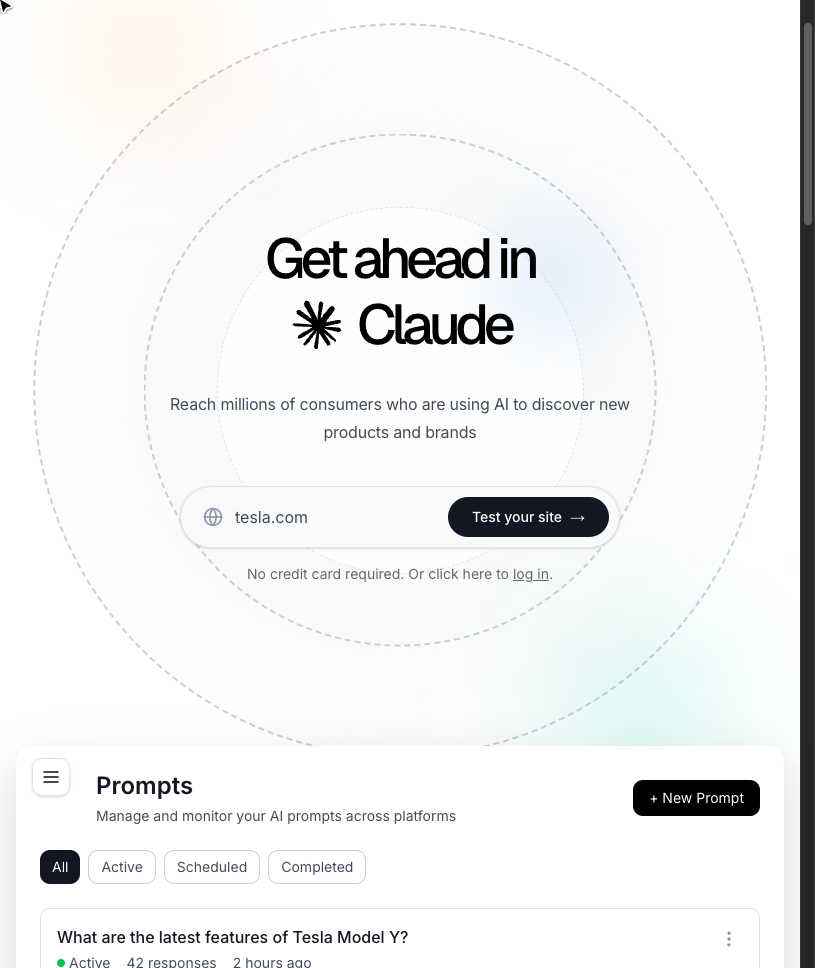 Get ahead in
Claude
Reach millions of consumers who are using AI to discover new
products and brands
tesla.com
Test your site →
No credit card required. Or click here to log in.
Prompts
Manage and monitor your AI prompts across platforms
+ New Prompt
All
Active
Scheduled
Completed
What are the latest features of Tesla Model Y?
Active 42 responses 2 hours ago